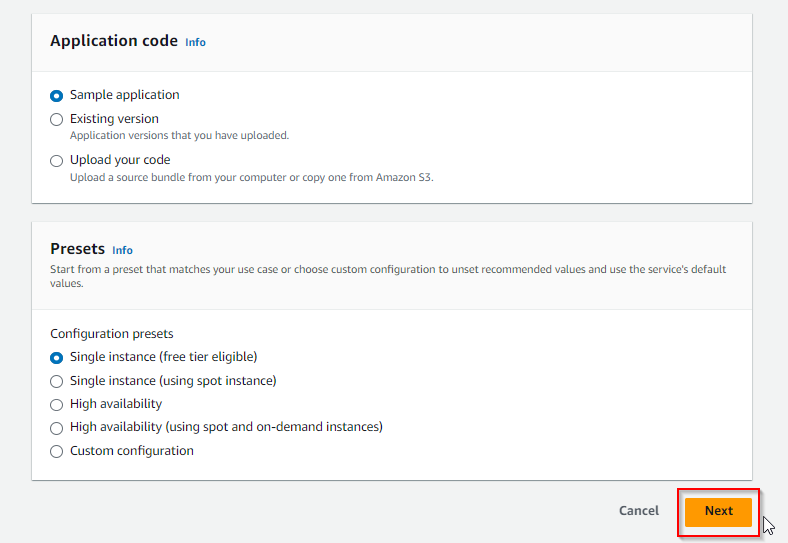 Application code Info
Sample application
Existing version
Application versions that you have uploaded.
Upload your code
Upload a source bundle from your computer or copy one from Amazon S3.
Presets Info
Start from a preset that matches your use case or choose custom configuration to unset recommended values and use the service's default
values.
Configuration presets
Single instance (free tier eligible)
Single instance (using spot instance)
High availability
High availability (using spot and on-demand instances)
Custom configuration
Cancel Next